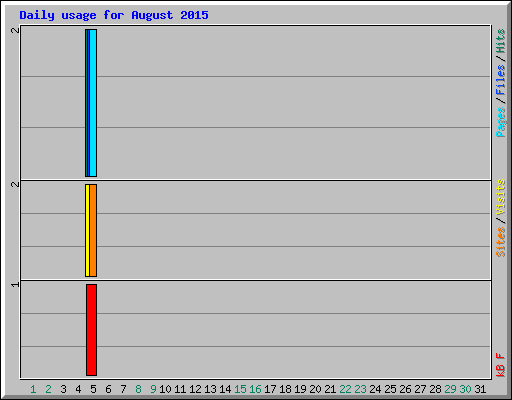 Daily usage for August 2015
2
2
1
Pages/Files/Hits
Sites/Visits
kB F
1 2 3 4 5 6 7 8 9 10 11 12 13 14 15 16 17 18 19 20 21 22 23 24 25 26 27 28 29 30 31